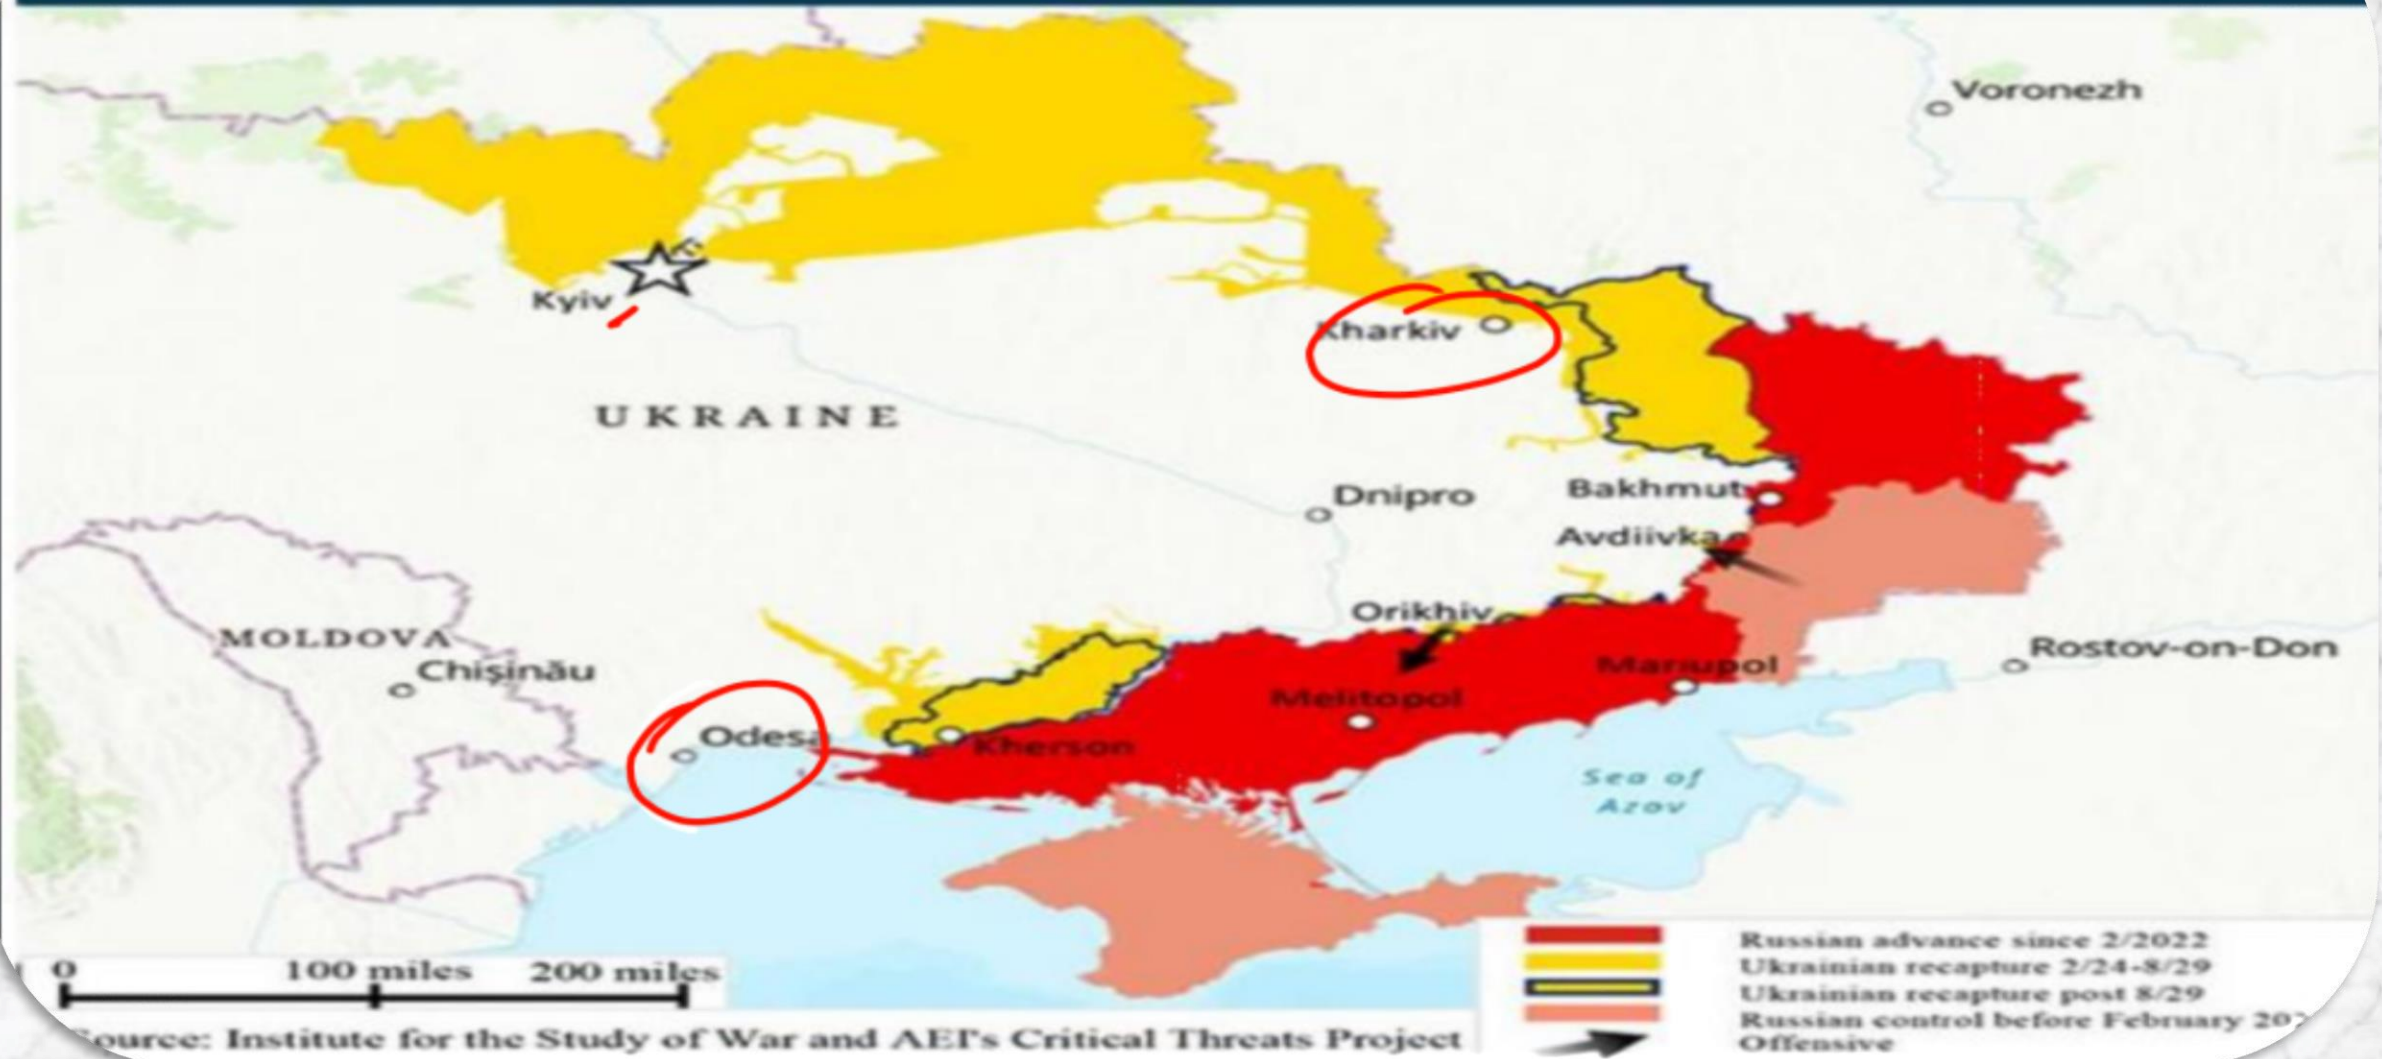 Voronezh
Kyiv
Kharkiv
UKRAINE
Dnipro
Bakhmut
Avdiivka
Orikhiv
MOLDOVA
Chişinău
Rostov-on-Don
Mariupol
Melitopol
Odesa
Kherson
Sea of
Azov
0 100 miles 200 miles
Russian advance since 2/2022
Ukrainian recapture 2/24-8/29
Ukrainian recapture post 8/29
Russian control before February
Offensive
Source: Institute for the Study of War and AEI's Critical Threats Project